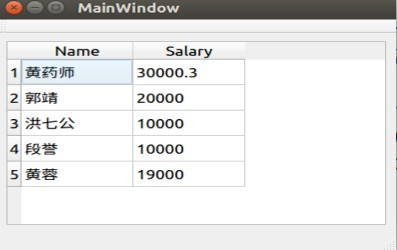 MainWindow
Name Salary
1 黄药师 30000.3
2 郭靖 20000
3 洪七公 10000
4 段誉 10000
5 黄蓉 19000